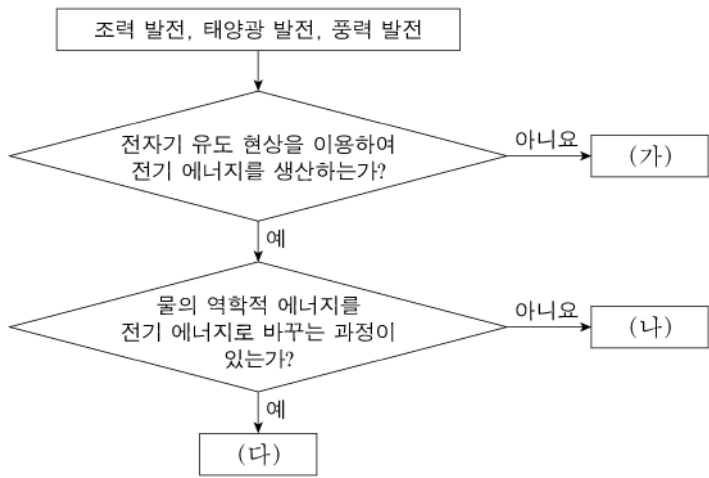 조력 발전, 태양광 발전, 풍력 발전
전자기 유도 현상을 이용하여
전기 에너지를 생산하는가?
아니요
(가)
예
물의 역학적 에너지를
전기 에너지로 바꾸는 과정이
있는가?
아니요
(나)
예
(다)